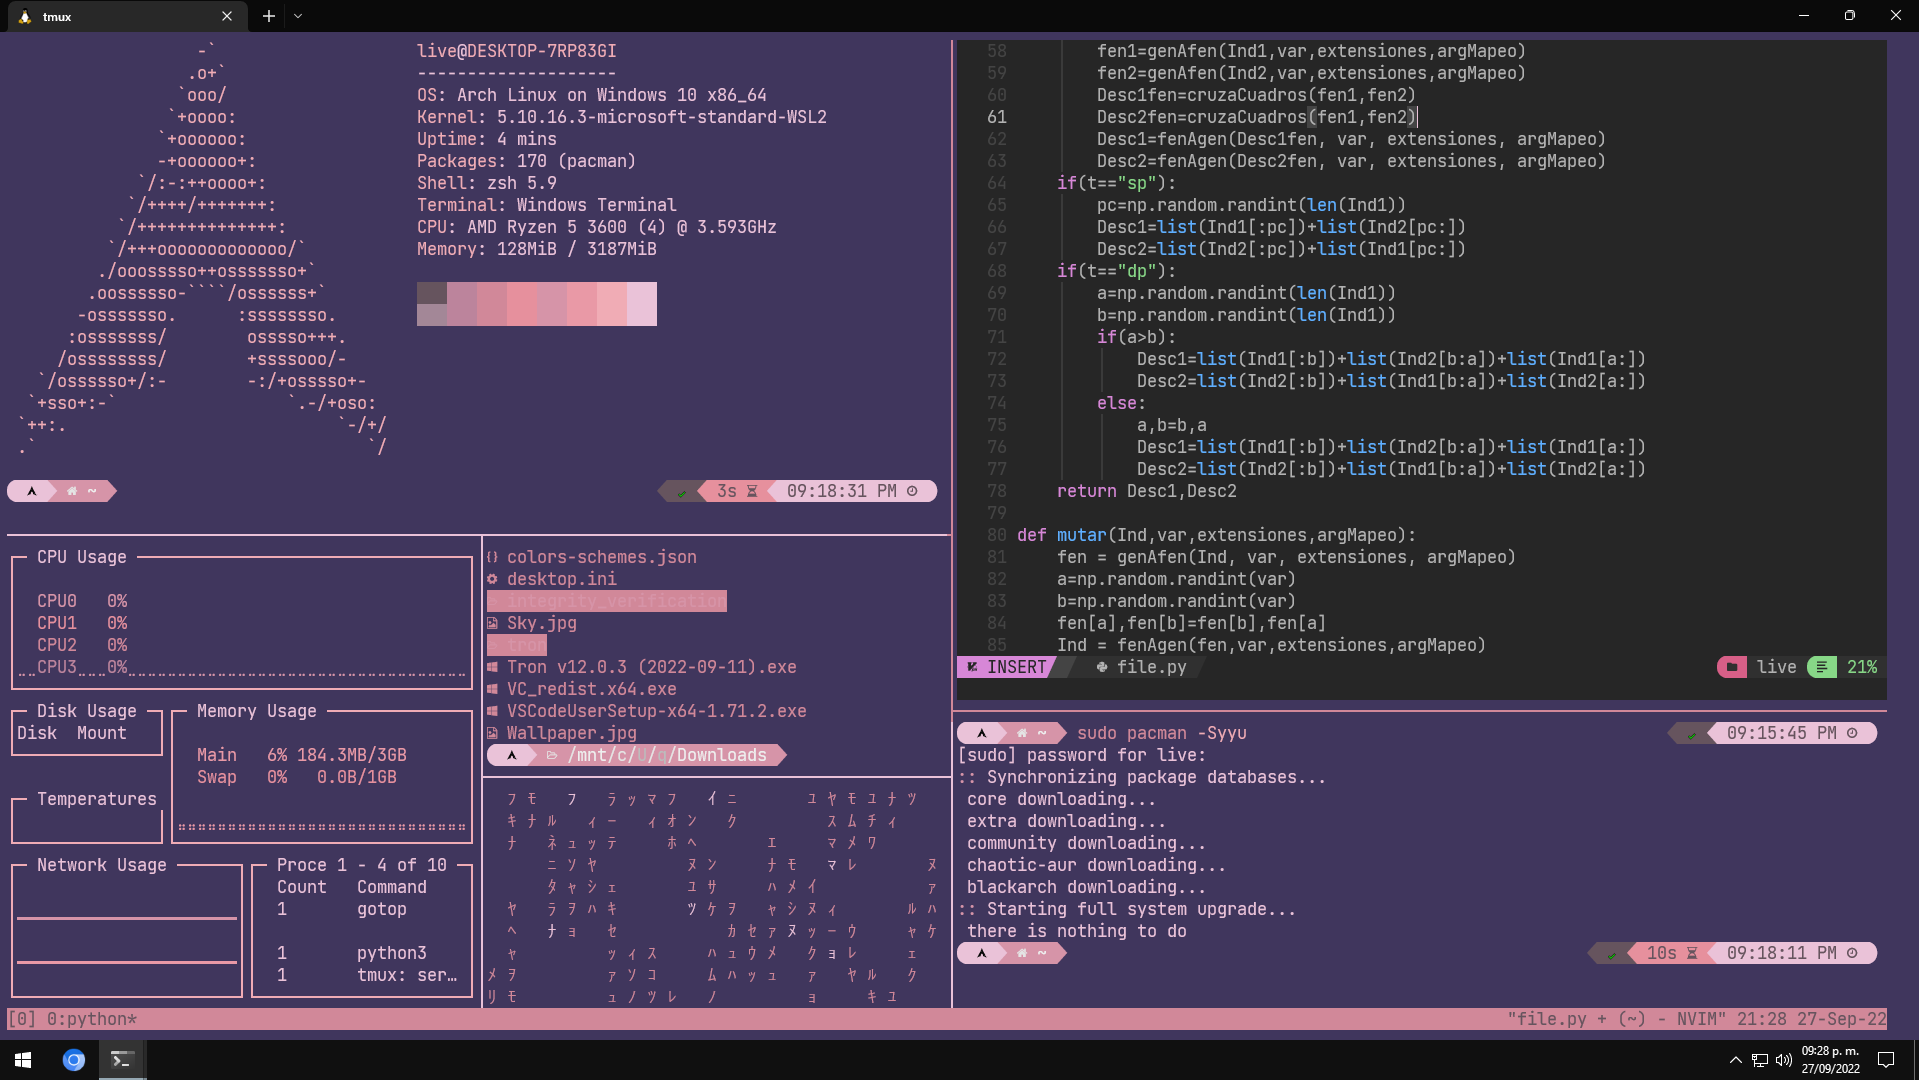 tmux
live@DESKTOP-7RP83GI
--------------------
OS: Arch Linux on Windows 10 x86_64
Kernel: 5.10.16.3-microsoft-standard-WSL2
Uptime: 4 mins
Packages: 170 (pacman)
Shell: zsh 5.9
Terminal: Windows Terminal
CPU: AMD Ryzen 5 3600 (4) @ 3.593GHz
Memory: 128MiB / 3187MiB
~
3s 09:18:31 PM
CPU Usage
CPU0 0%
CPU1 0%
CPU2 0%
CPU3 0%
Disk Usage
Disk Mount
Temperatures
Memory Usage
Main 6% 184.3MB/3GB
Swap 0% 0.0B/1GB
Network Usage
Proce 1 - 4 of 10
Count Command
1 gotop
1 python3
1 tmux: ser…
{} colors-schemes.json
desktop.ini
integrity_verification
Sky.jpg
tron
Tron v12.0.3 (2022-09-11).exe
VC_redist.x64.exe
VSCodeUserSetup-x64-1.71.2.exe
Wallpaper.jpg
/mnt/c/U/q/Downloads
58 fen1=genAfen(Ind1,var,extensiones,argMapeo)
59 fen2=genAfen(Ind2,var,extensiones,argMapeo)
60 Desc1fen=cruzaCuadros(fen1,fen2)
61 Desc2fen=cruzaCuadros(fen1,fen2)
62 Desc1=fenAgen(Desc1fen, var, extensiones, argMapeo)
63 Desc2=fenAgen(Desc2fen, var, extensiones, argMapeo)
64 if(t=="sp"):
65 pc=np.random.randint(len(Ind1))
66 Desc1=list(Ind1[:pc])+list(Ind2[pc:])
67 Desc2=list(Ind2[:pc])+list(Ind1[pc:])
68 if(t=="dp"):
69 a=np.random.randint(len(Ind1))
70 b=np.random.randint(len(Ind1))
71 if(a>b):
72 Desc1=list(Ind1[:b])+list(Ind2[b:a])+list(Ind1[a:])
73 Desc2=list(Ind2[:b])+list(Ind1[b:a])+list(Ind2[a:])
74 else:
75 a,b=b,a
76 Desc1=list(Ind1[:b])+list(Ind2[b:a])+list(Ind1[a:])
77 Desc2=list(Ind2[:b])+list(Ind1[b:a])+list(Ind2[a:])
78 return Desc1,Desc2
79
80 def mutar(Ind,var,extensiones,argMapeo):
81 fen = genAfen(Ind, var, extensiones, argMapeo)
82 a=np.random.randint(var)
83 b=np.random.randint(var)
84 fen[a],fen[b]=fen[b],fen[a]
85 Ind = fenAgen(fen,var,extensiones,argMapeo)
INSERT file.py live 21%
~ sudo pacman -Syyu 09:15:45 PM
[sudo] password for live:
:: Synchronizing package databases...
core downloading...
extra downloading...
community downloading...
chaotic-aur downloading...
blackarch downloading...
:: Starting full system upgrade...
there is nothing to do
~ 10s 09:18:11 PM
[0] 0:python* "file.py + (~) - NVIM" 21:28 27-Sep-22
09:28 p. m.
27/09/2022